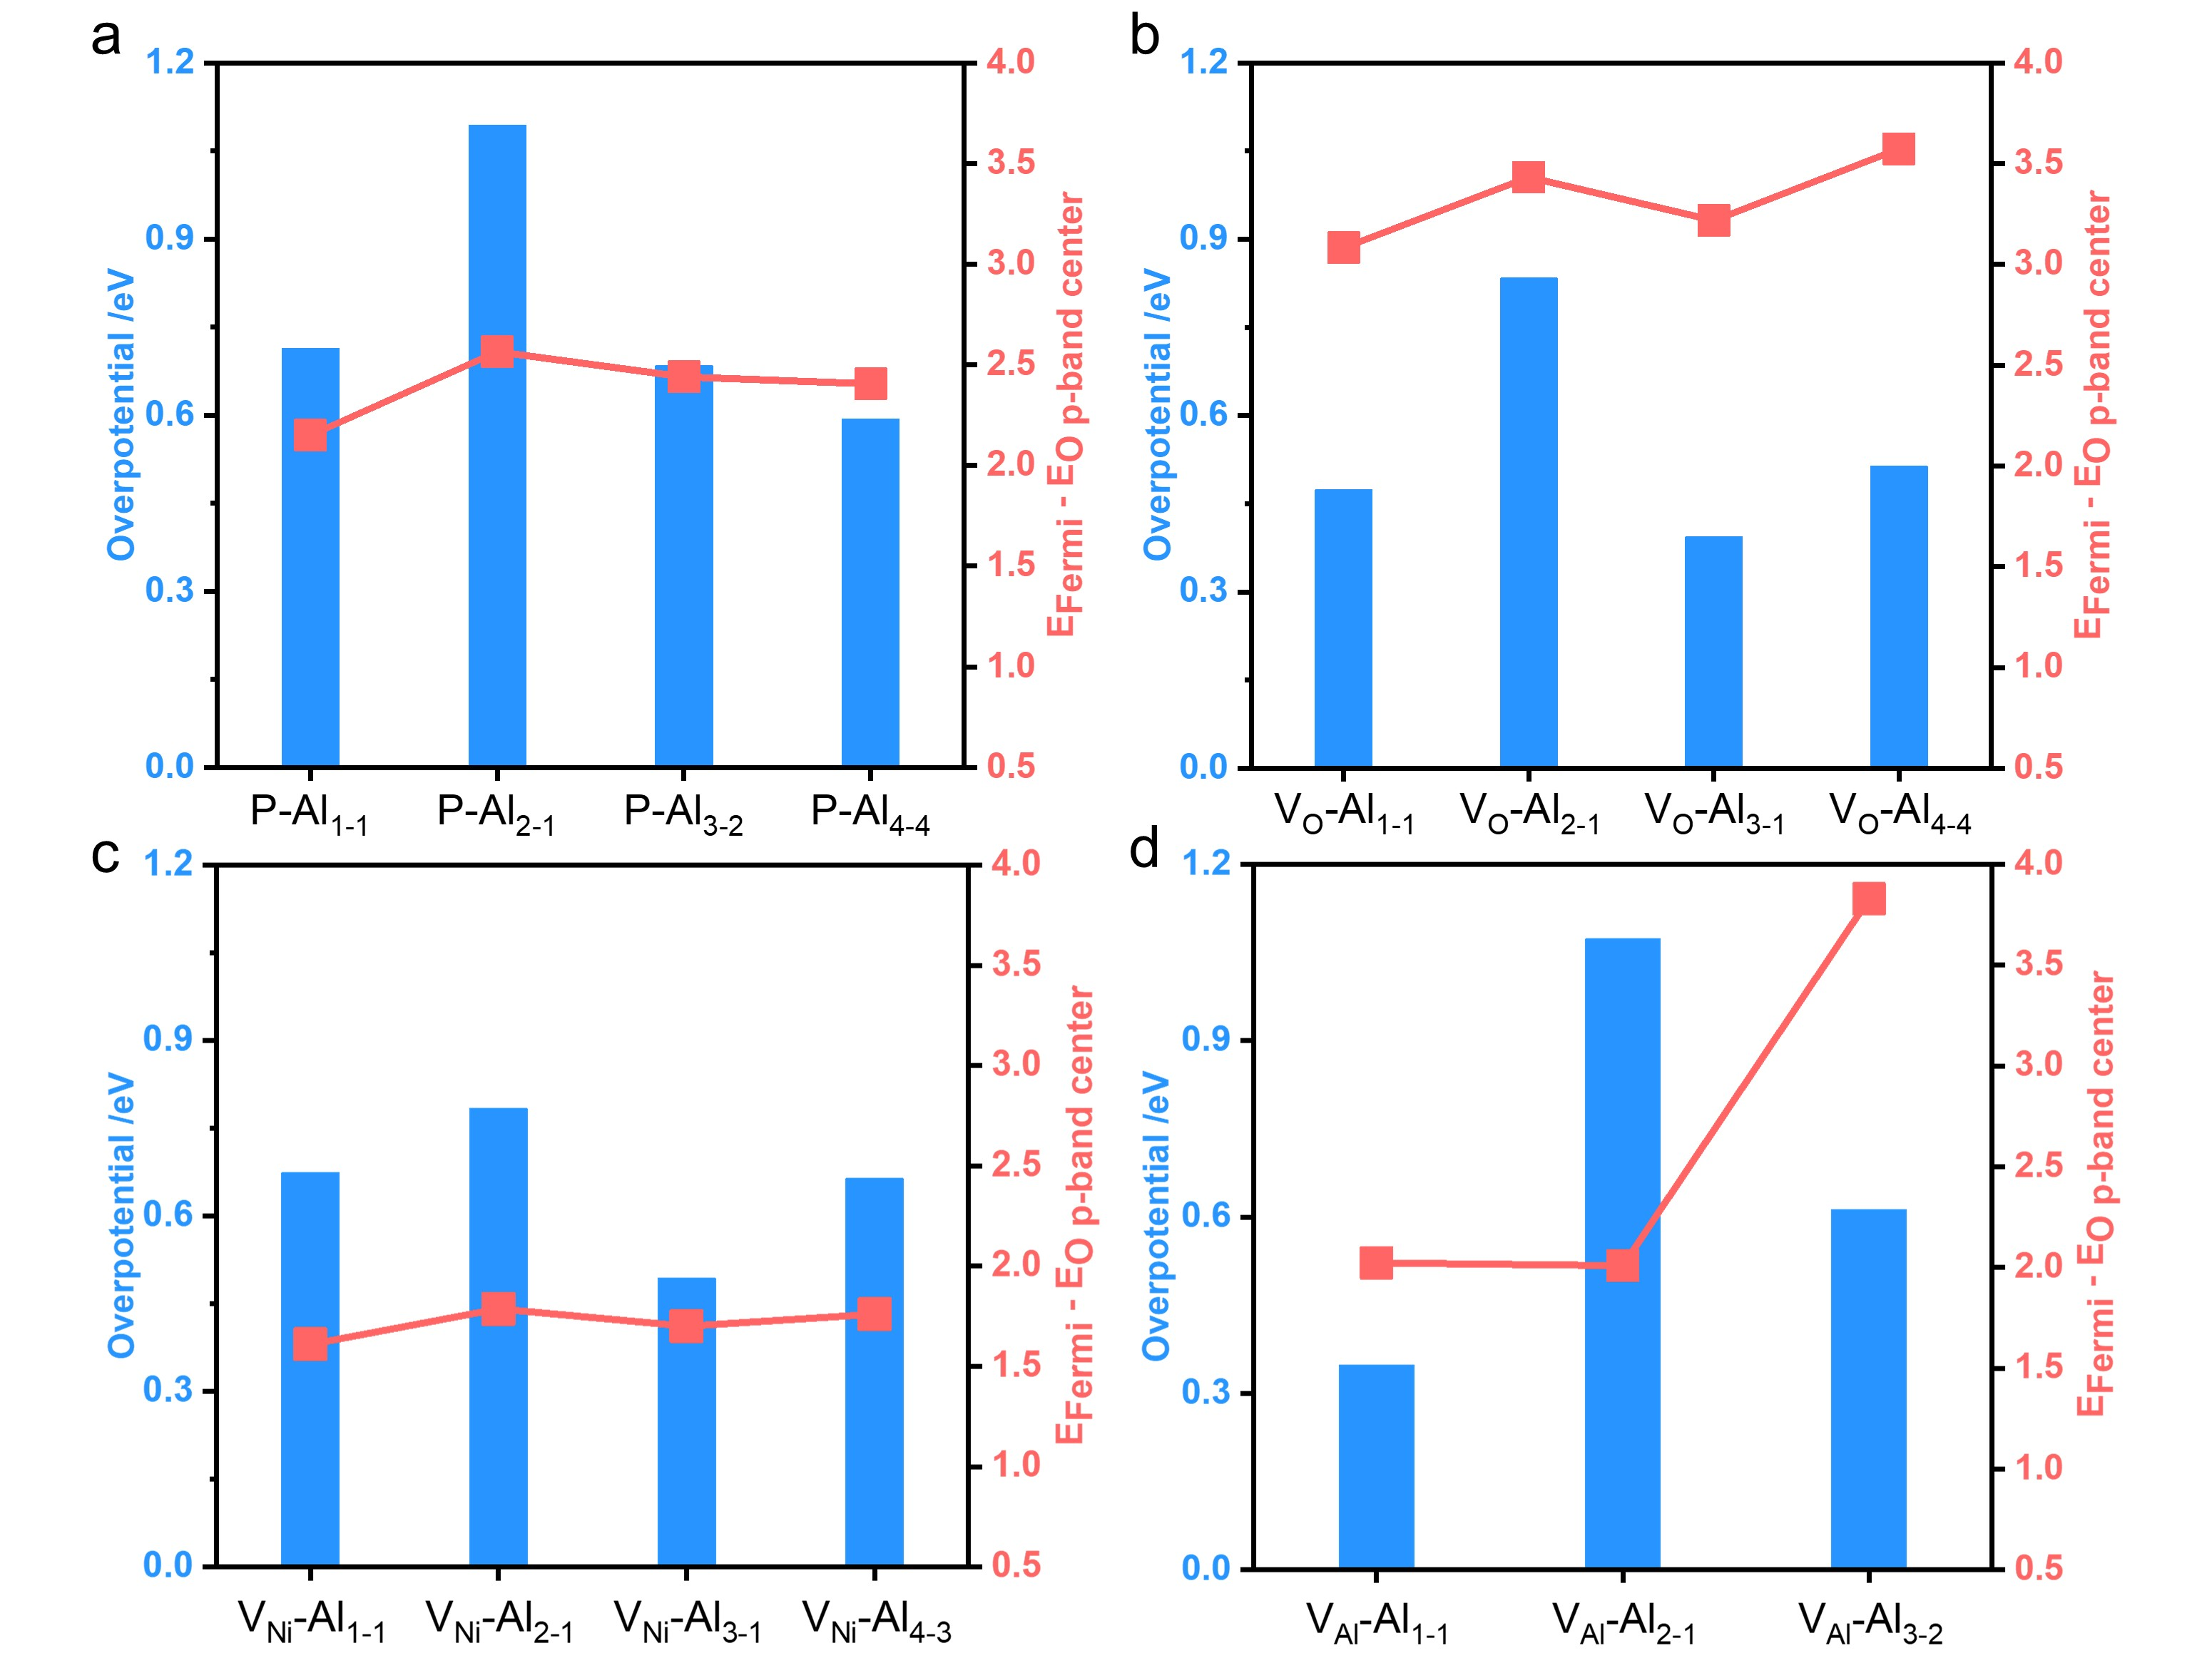 a
1.2
0.9
0.6
0.3
0.0
Overpotential /eV
4.0
3.5
3.0
2.5
2.0
1.5
1.0
0.5
EFermi - EO p-band center
P-Al1-1
P-Al2-1
P-Al3-2
P-Al4-4
b
1.2
0.9
0.6
0.3
0.0
Overpotential /eV
4.0
3.5
3.0
2.5
2.0
1.5
1.0
0.5
EFermi - EO p-band center
VO-Al1-1
VO-Al2-1
VO-Al3-1
VO-Al4-4
c
1.2
0.9
0.6
0.3
0.0
Overpotential /eV
4.0
3.5
3.0
2.5
2.0
1.5
1.0
0.5
EFermi - EO p-band center
VNi-Al1-1
VNi-Al2-1
VNi-Al3-1
VNi-Al4-3
d
1.2
0.9
0.6
0.3
0.0
Overpotential /eV
4.0
3.5
3.0
2.5
2.0
1.5
1.0
0.5
EFermi - EO p-band center
VAl-Al1-1
VAl-Al2-1
VAl-Al3-2